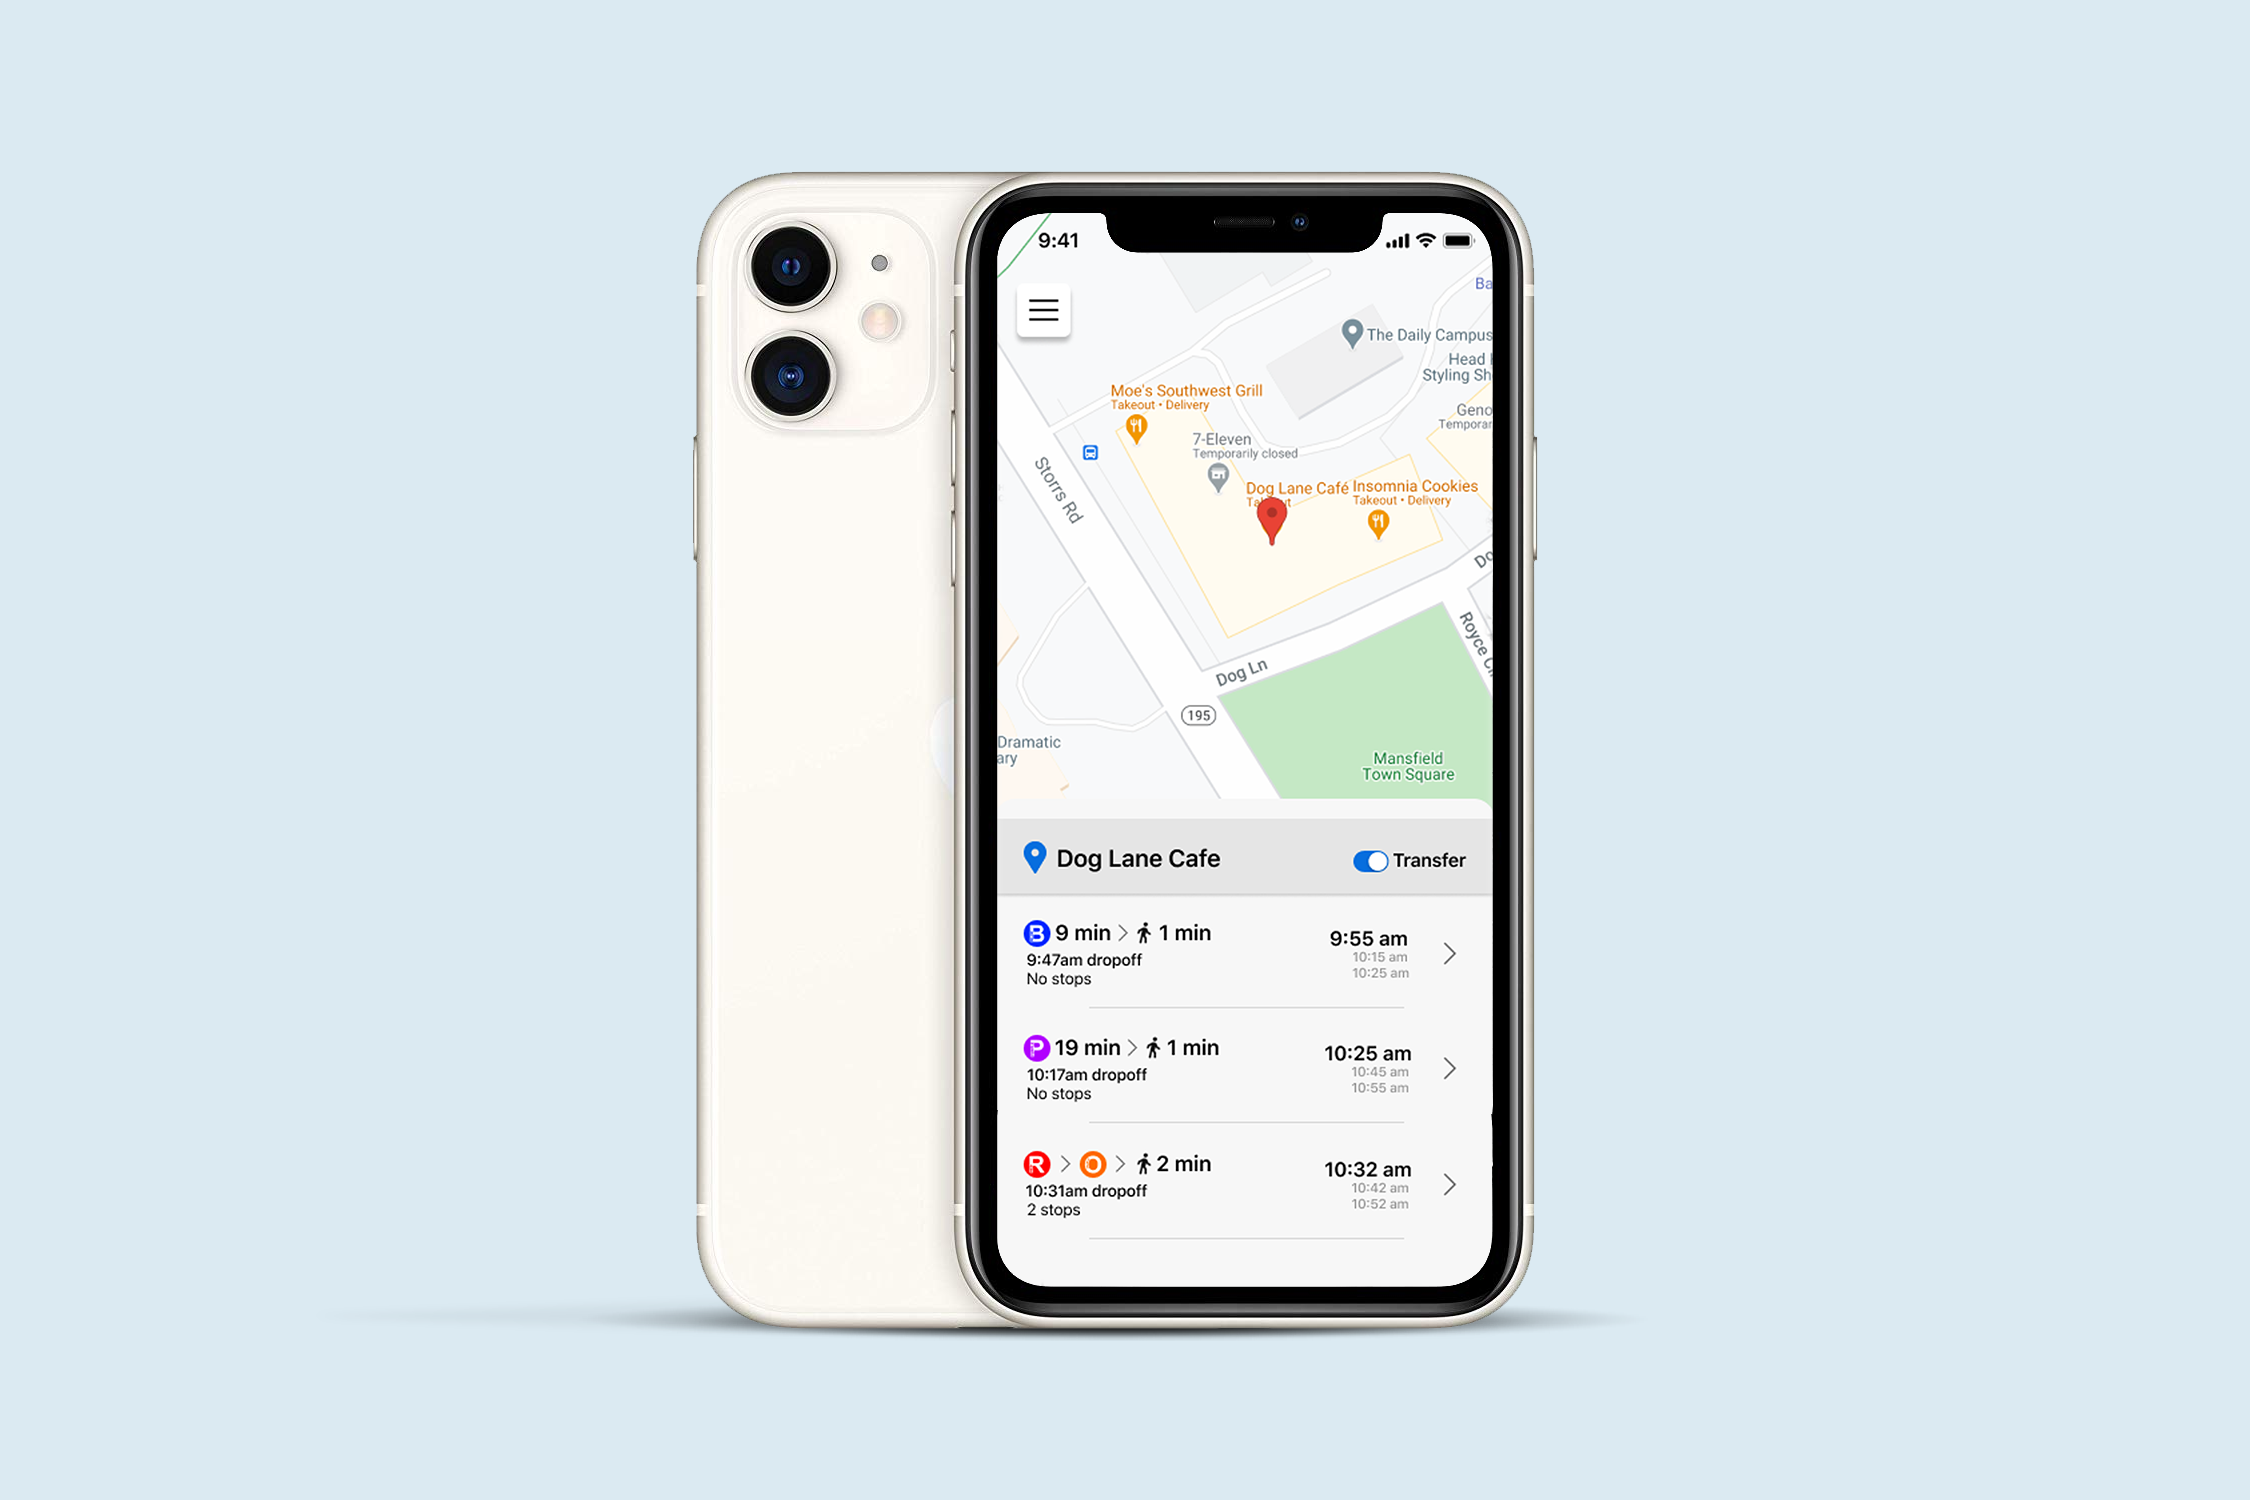 9:41
Ba
The Daily Campus
Head
Styling Sh
Moe's Southwest Grill
Takeout • Delivery
Geno
Temporar
7-Eleven
Temporarily closed
Storrs Rd
Dog Lane Café
Insomnia Cookies
Takeout • Delivery
Do
Royce Ci
Dog Ln
195
Dramatic
ary
Mansfield
Town Square
Dog Lane Cafe
Transfer
B 9 min > 1 min
9:47am dropoff
No stops
9:55 am
10:15 am
10:25 am
P 19 min > 1 min
10:17am dropoff
No stops
10:25 am
10:45 am
10:55 am
R > O > 2 min
10:31am dropoff
2 stops
10:32 am
10:42 am
10:52 am